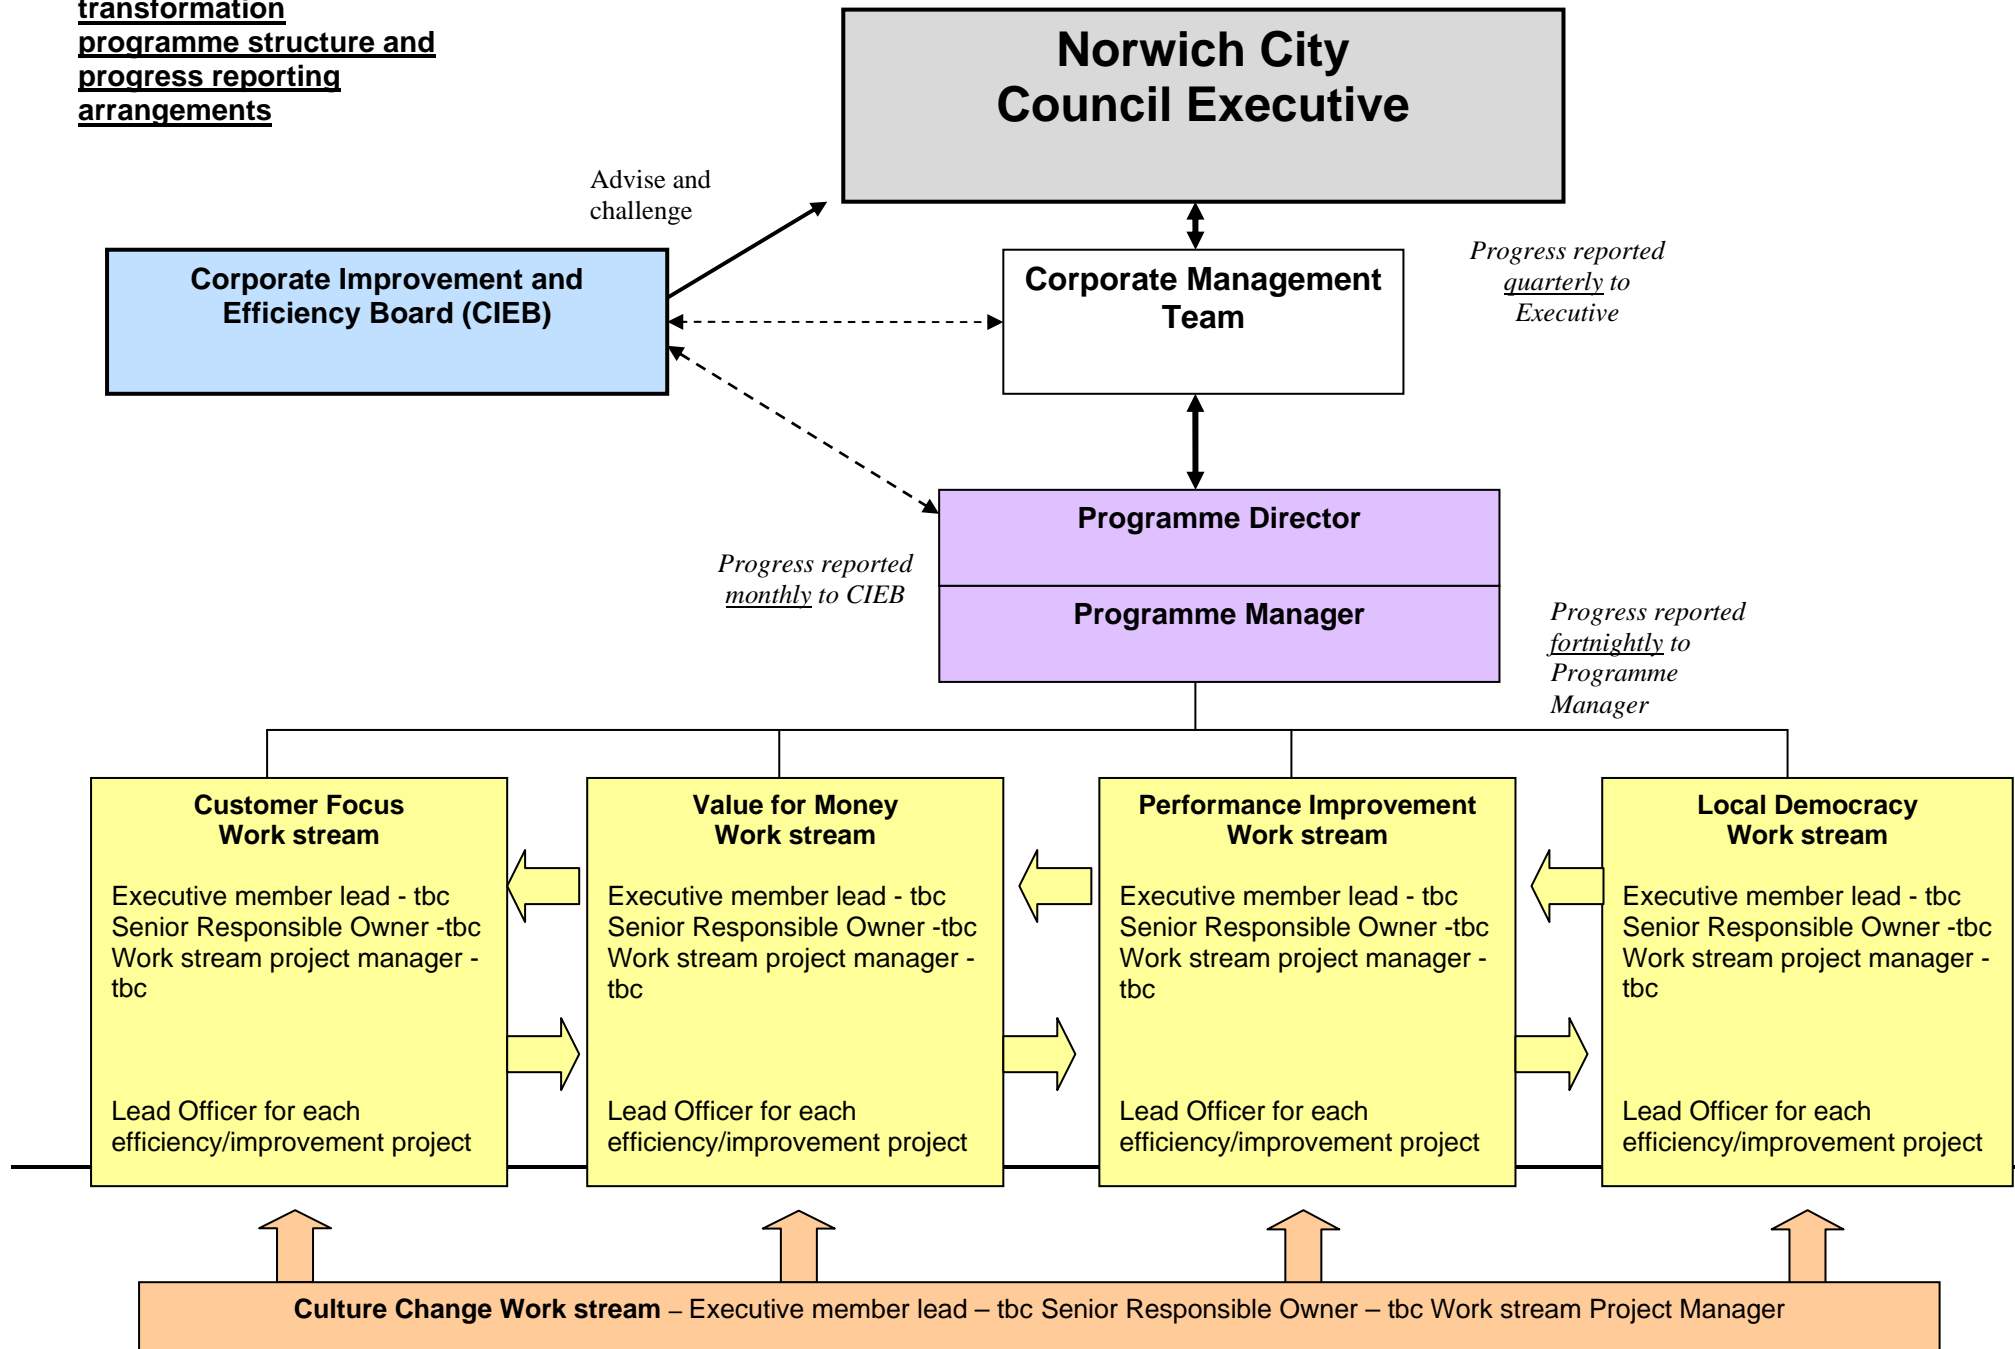 transformation
programme structure and
progress reporting
arrangements
Norwich City
Council Executive
Advise and
challenge
Corporate Improvement and
Efficiency Board (CIEB)
Corporate Management
Team
Progress reported
quarterly to
Executive
Programme Director
Progress reported
monthly to CIEB
Programme Manager
Progress reported
fortnightly to
Programme
Manager
Customer Focus
Work stream
Executive member lead - tbc
Senior Responsible Owner -tbc
Work stream project manager -
tbc
Lead Officer for each
efficiency/improvement project
Value for Money
Work stream
Executive member lead - tbc
Senior Responsible Owner -tbc
Work stream project manager -
tbc
Lead Officer for each
efficiency/improvement project
Performance Improvement
Work stream
Executive member lead - tbc
Senior Responsible Owner -tbc
Work stream project manager -
tbc
Lead Officer for each
efficiency/improvement project
Local Democracy
Work stream
Executive member lead - tbc
Senior Responsible Owner -tbc
Work stream project manager -
tbc
Lead Officer for each
efficiency/improvement project
Culture Change Work stream – Executive member lead – tbc Senior Responsible Owner – tbc Work stream Project Manager